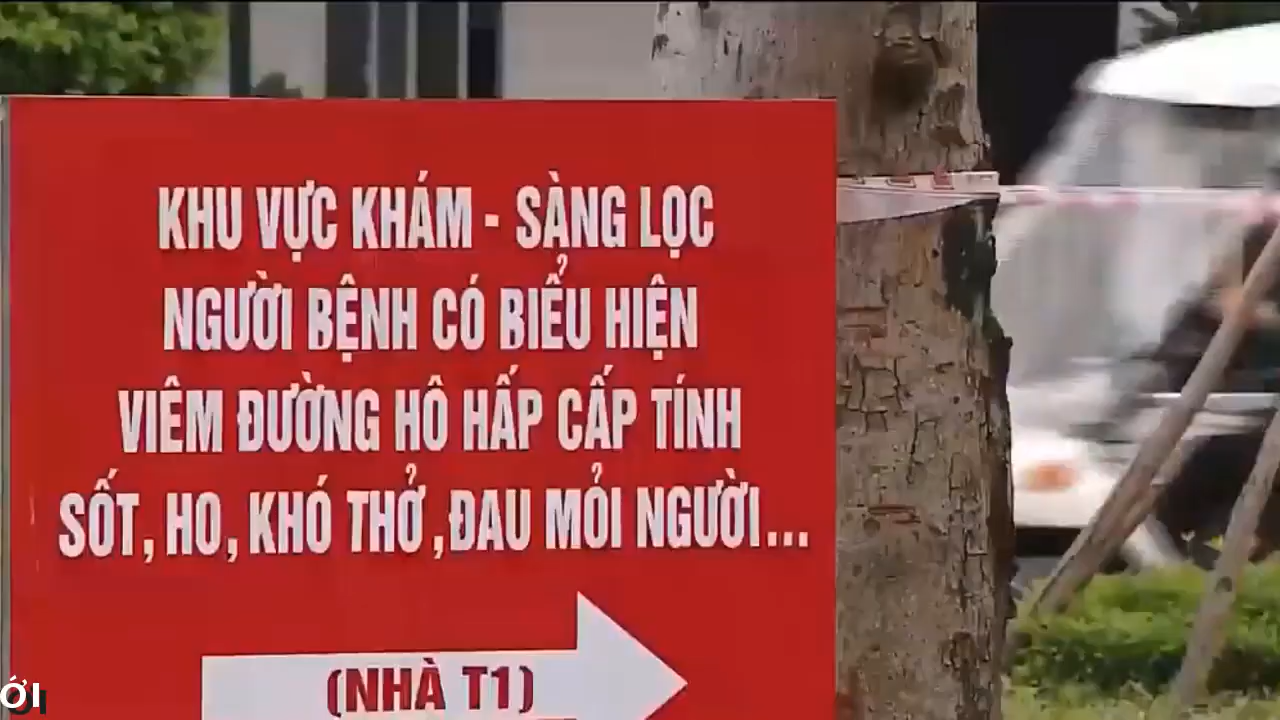 KHU VỰC KHÁM - SÀNG LỌC
NGƯỜI BỆNH CÓ BIỂU HIỆN
VIÊM ĐƯỜNG HÔ HẤP CẤP TÍNH
SỐT, HO, KHÓ THỞ ,ĐAU MỎI NGƯỜI...
(NHÀ T1)
ỚI